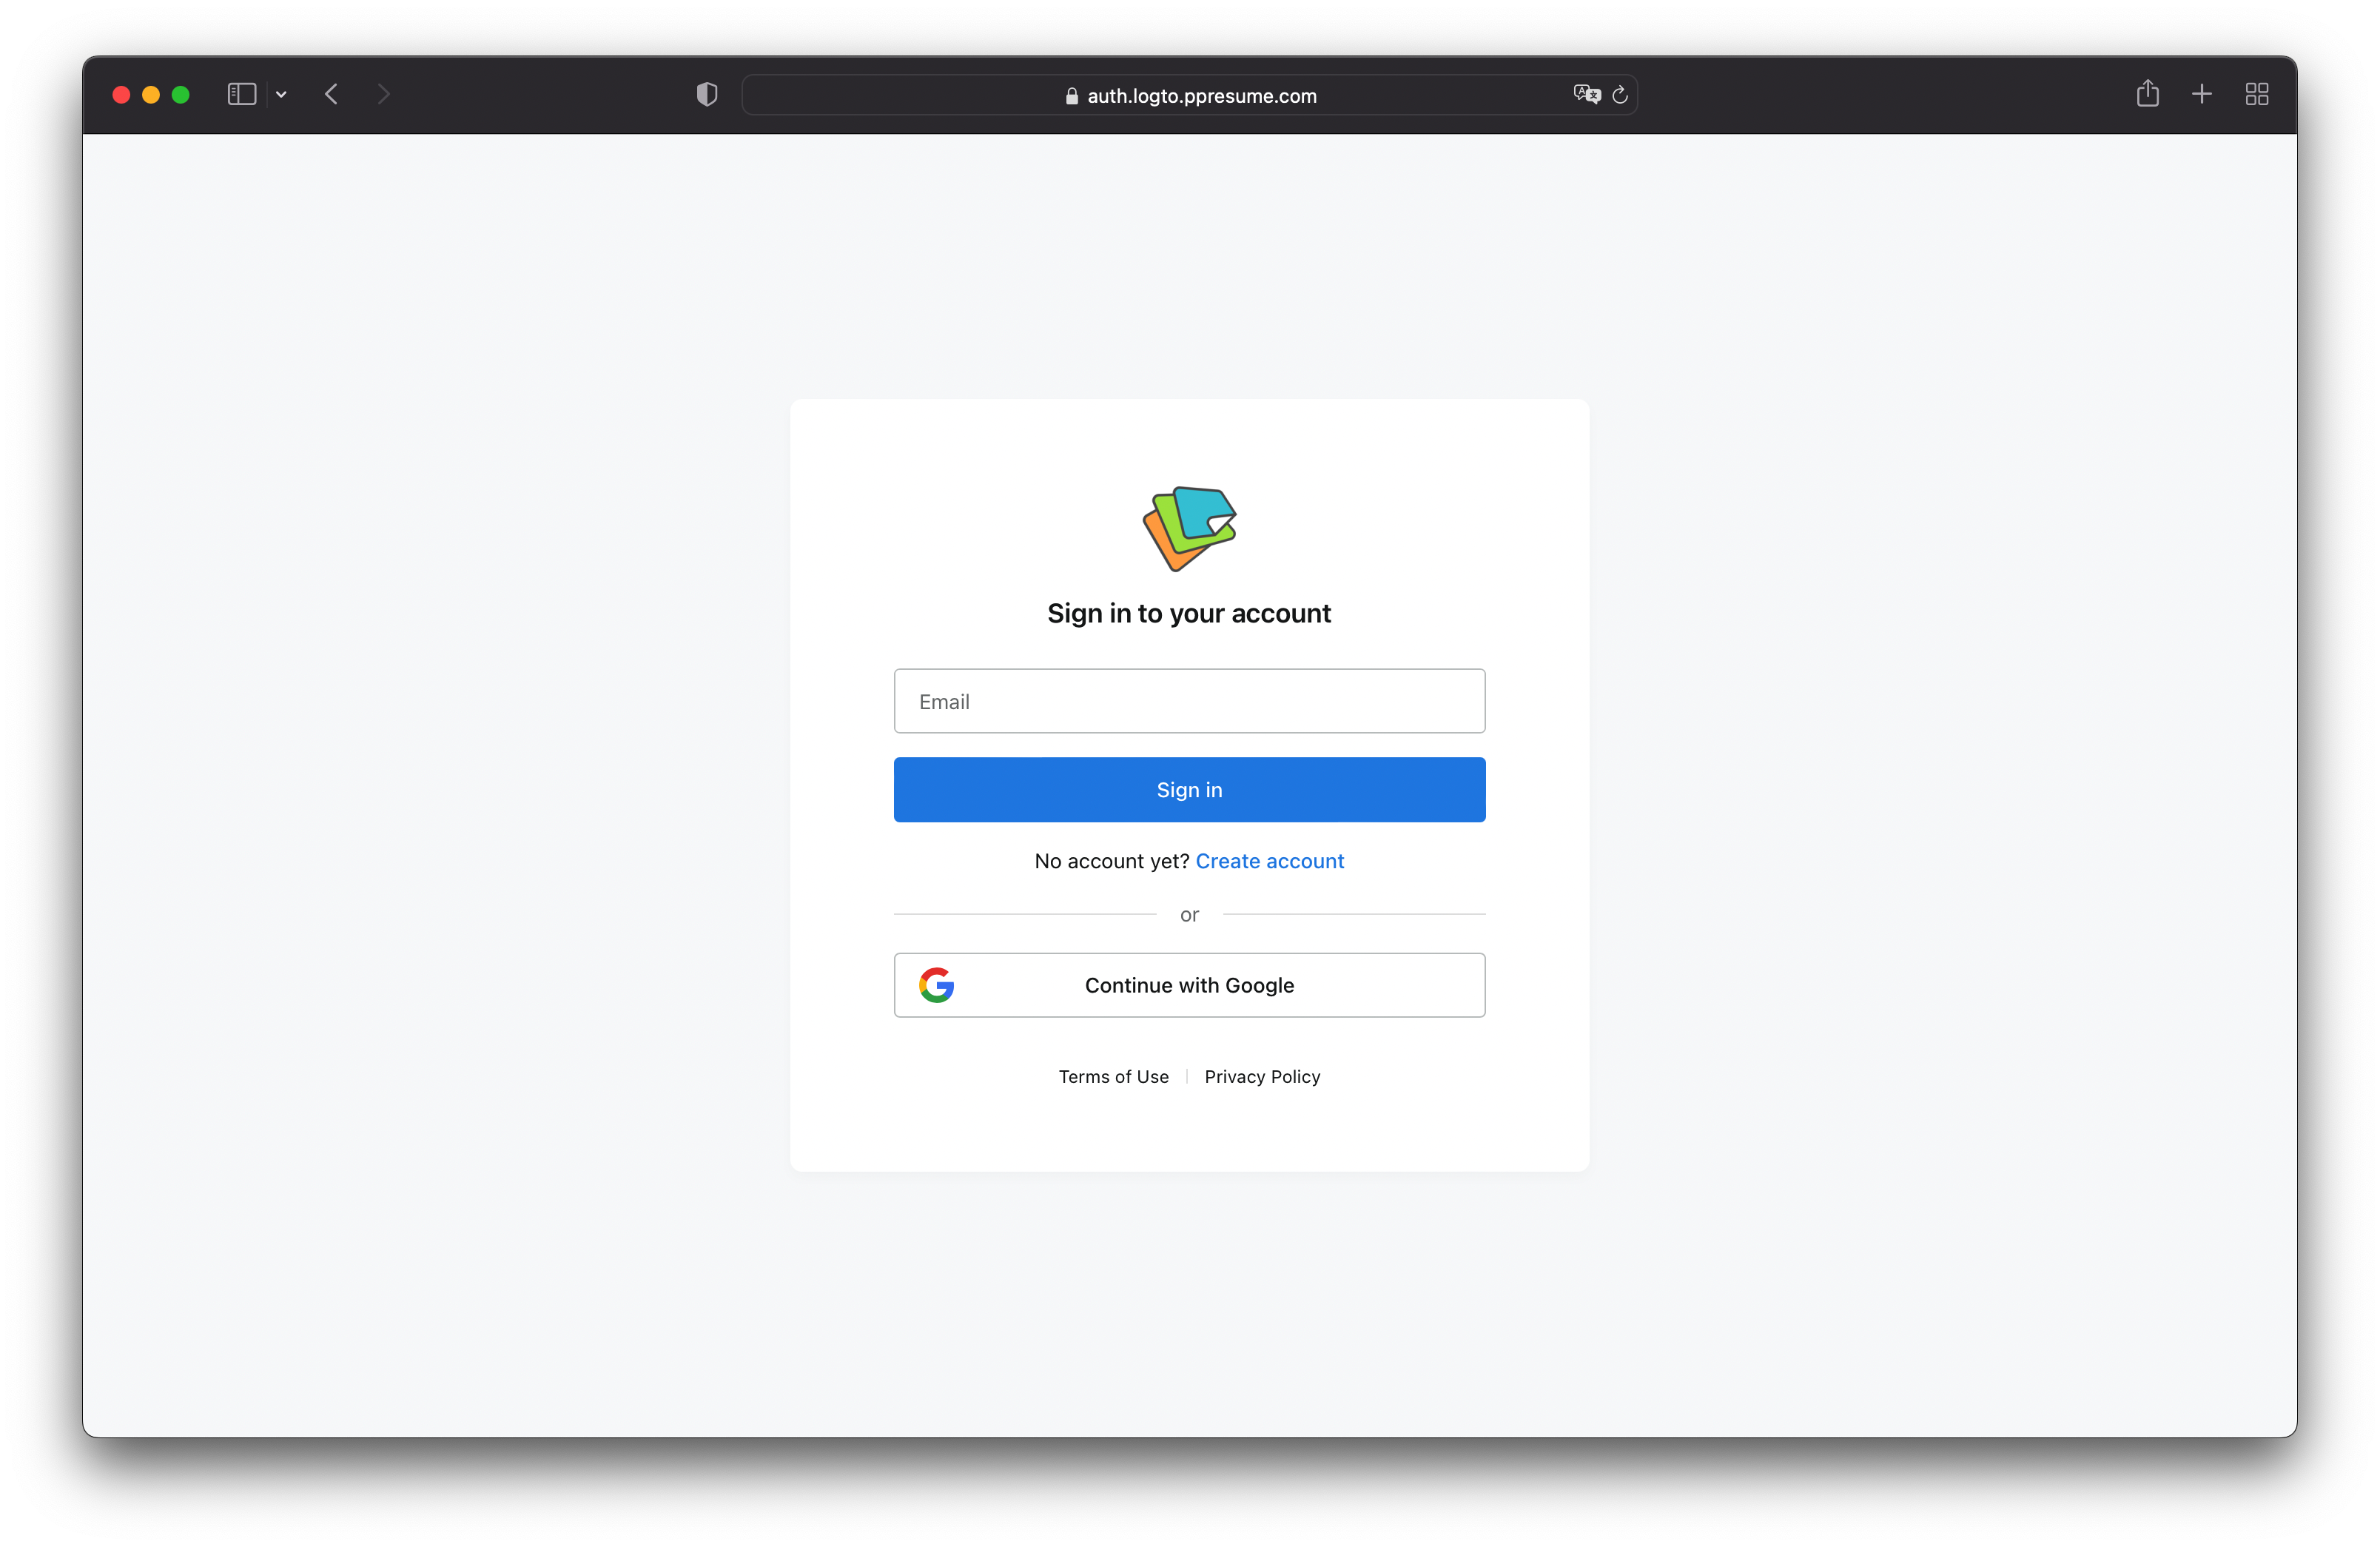 auth.logto.ppresume.com
Sign in to your account
Email
Sign in
No account yet? Create account
or
Continue with Google
Terms of Use
Privacy Policy